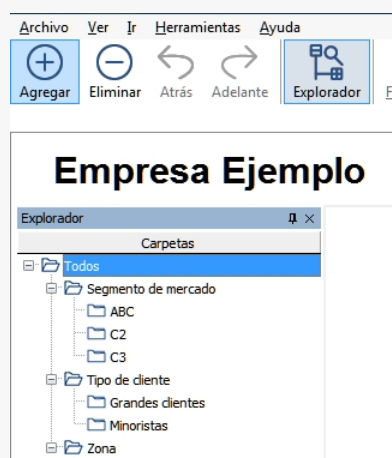 Archivo Ver Ir Herramientas Ayuda
Agregar Eliminar Atrás Adelante Explorador
Empresa Ejemplo
Explorador
Carpetas
Todos
Segmento de mercado
ABC
C2
C3
Tipo de cliente
Grandes clientes
Minoristas
Zona